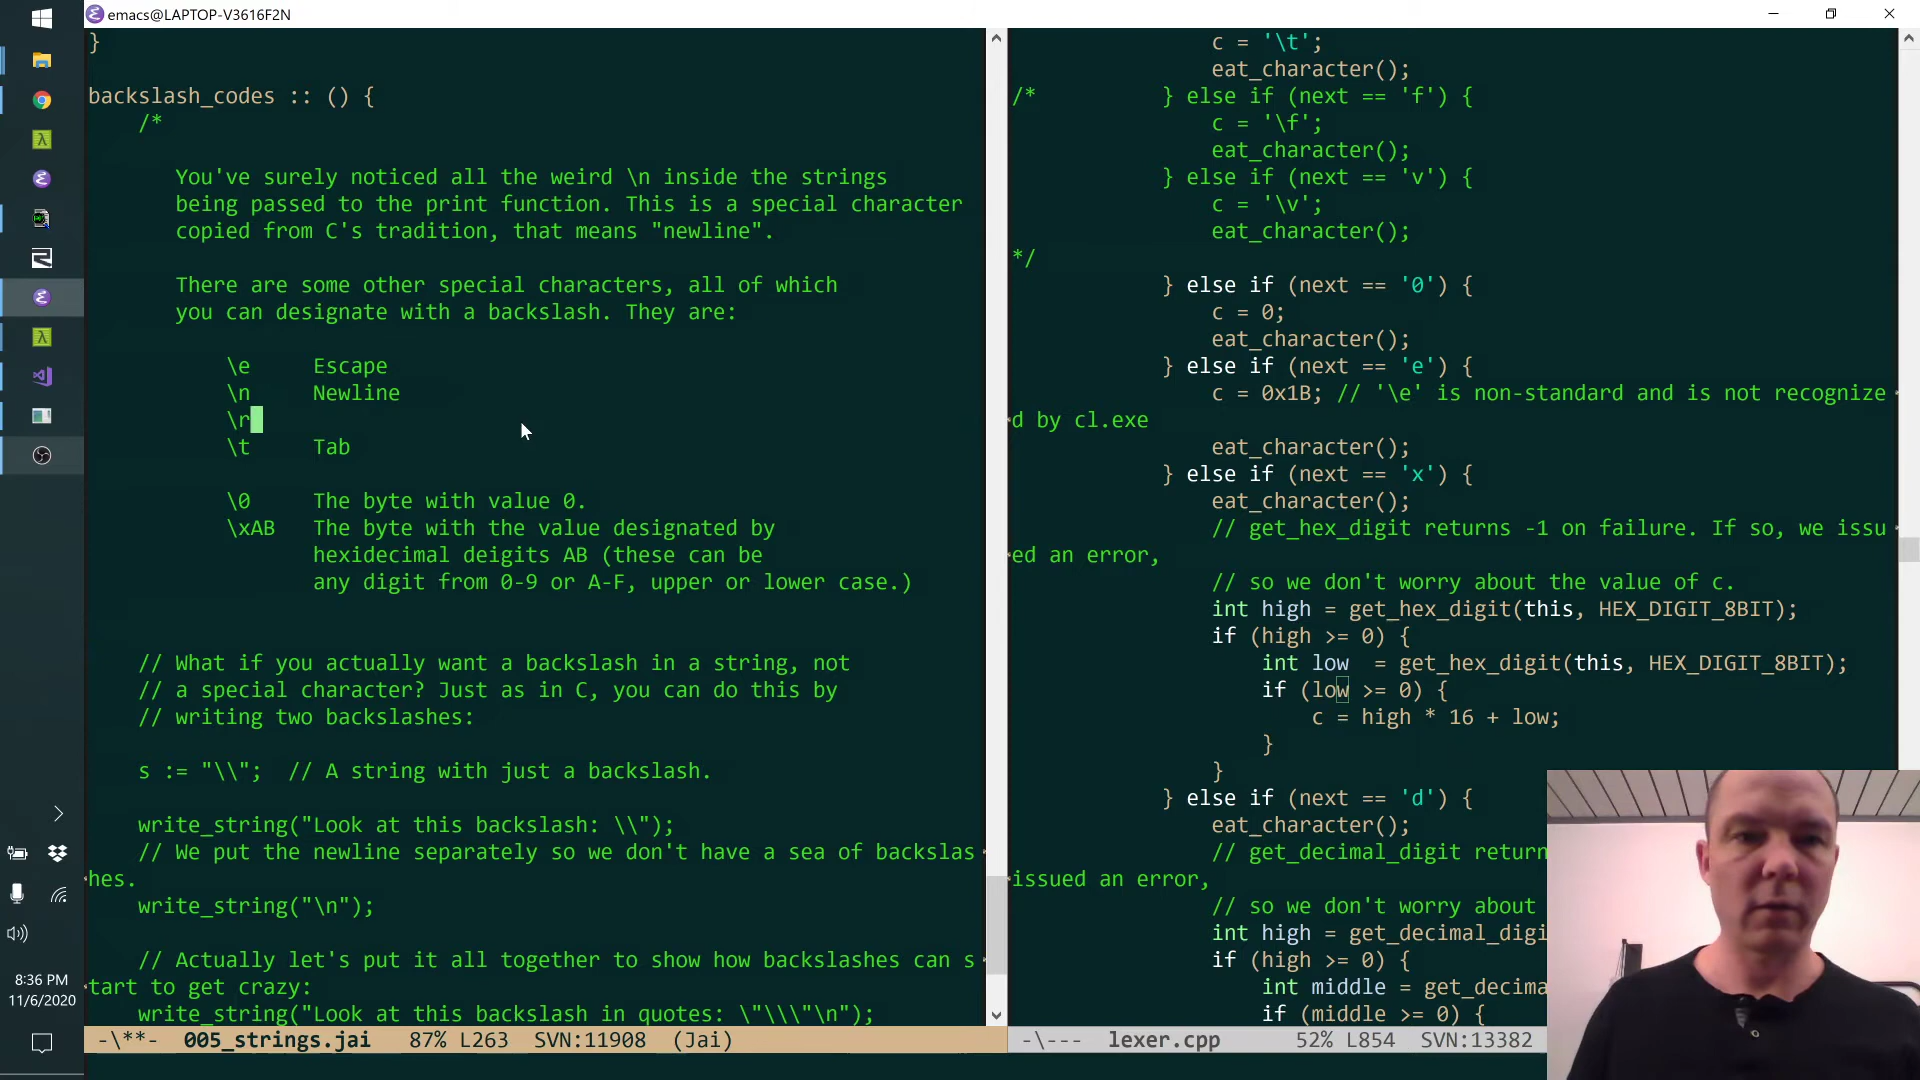 emacs@LAPTOP-V3616F2N
}
backslash_codes :: () {
/*
You've surely noticed all the weird \n inside the strings
being passed to the print function. This is a special character
copied from C's tradition, that means "newline".
There are some other special characters, all of which
you can designate with a backslash. They are:
\e Escape
\n Newline
\r
\t Tab
\0 The byte with value 0.
\xAB The byte with the value designated by
hexidecimal deigits AB (these can be
any digit from 0-9 or A-F, upper or lower case.)
// What if you actually want a backslash in a string, not
// a special character? Just as in C, you can do this by
// writing two backslashes:
s := "\\"; // A string with just a backslash.
write_string("Look at this backslash: \\");
// We put the newline separately so we don't have a sea of backslas
hes.
write_string("\n");
// Actually let's put it all together to show how backslashes can s
tart to get crazy:
write_string("Look at this backslash in quotes: \"\\\"\n");
-\**- 005_strings.jai 87% L263 SVN:11908 (Jai)
c = '\t';
eat_character();
/* } else if (next == 'f') {
c = '\f';
eat_character();
} else if (next == 'v') {
c = '\v';
eat_character();
*/
} else if (next == '0') {
c = 0;
eat_character();
} else if (next == 'e') {
c = 0x1B; // '\e' is non-standard and is not recognize
d by cl.exe
eat_character();
} else if (next == 'x') {
eat_character();
// get_hex_digit returns -1 on failure. If so, we issu
ed an error,
// so we don't worry about the value of c.
int high = get_hex_digit(this, HEX_DIGIT_8BIT);
if (high >= 0) {
int low = get_hex_digit(this, HEX_DIGIT_8BIT);
if (low >= 0) {
c = high * 16 + low;
}
}
} else if (next == 'd') {
eat_character();
// get_decimal_digit return
issued an error,
// so we don't worry about
int high = get_decimal_digi
if (high >= 0) {
int middle = get_decima
if (middle >= 0) {
-\--- lexer.cpp 52% L854 SVN:13382
8:36 PM
11/6/2020